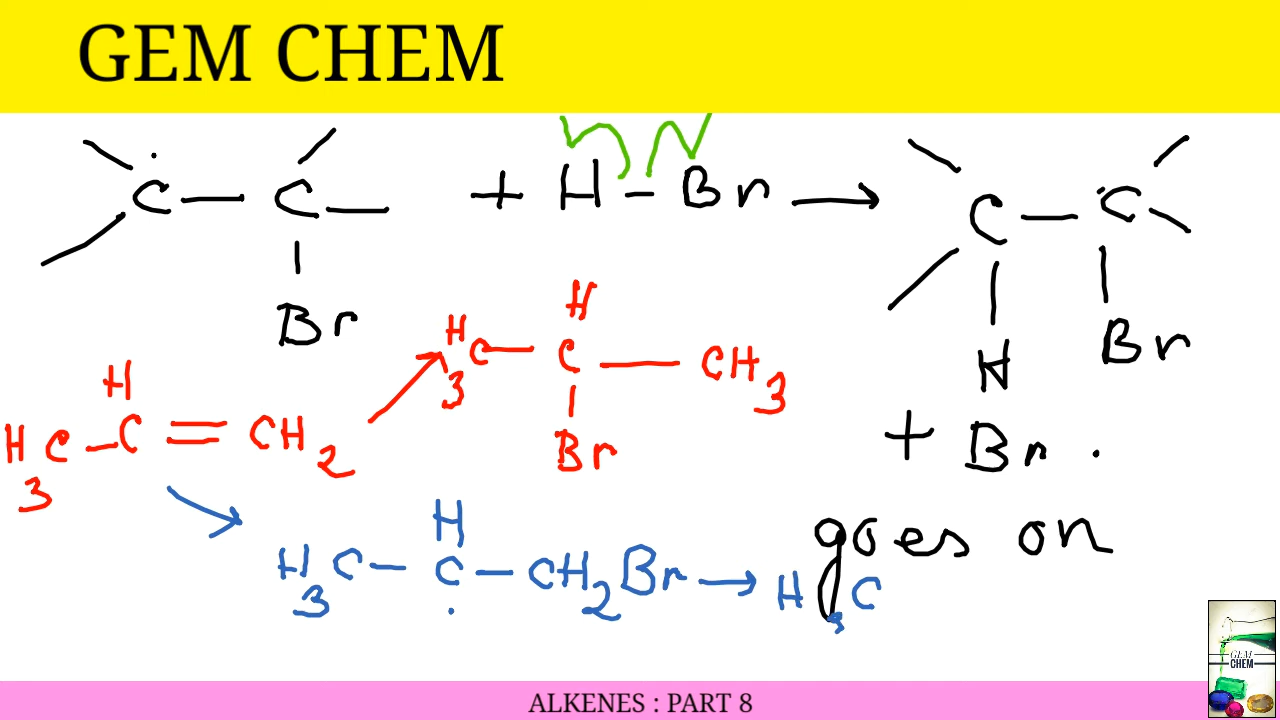 GEM CHEM
Ċ — C — + H — Br → C — C
Br H Br
H
H3C — C — CH3
Br
H
H3C — C = CH2
+ Br .
goes on
H
H3C — Ċ — CH2Br → H3C
GEM
CHEM
ALKENES : PART 8